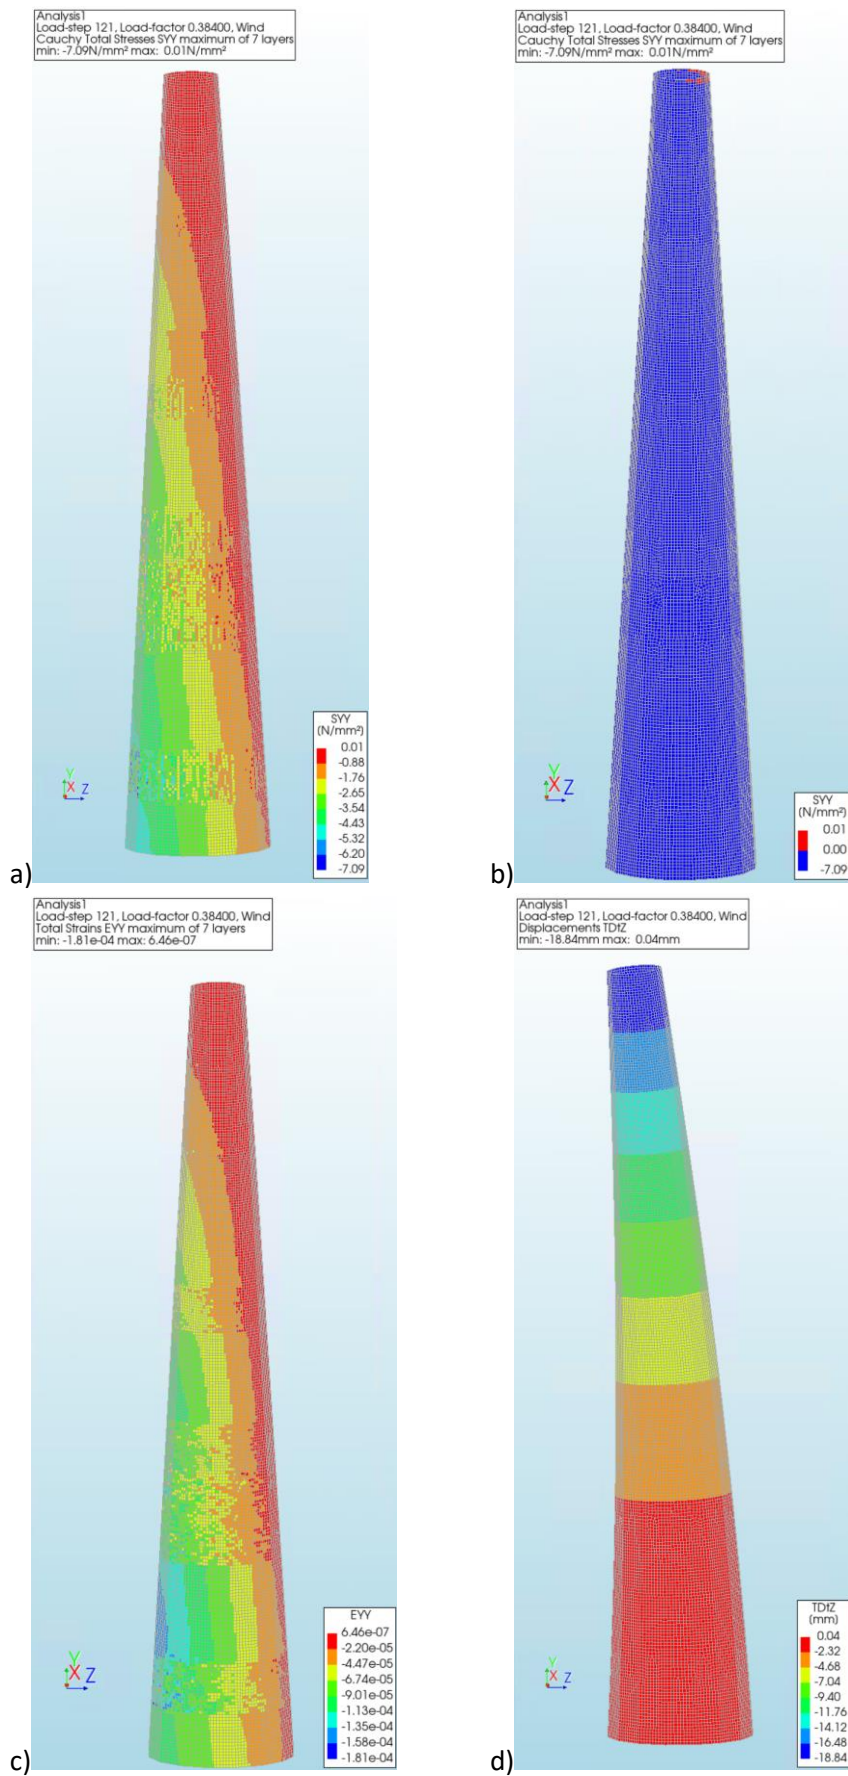 Analysis1
Load-step 121, Load-factor 0.38400, Wind
Cauchy Total Stresses SYY maximum of 7 layers
min: -7.09N/mm² max: 0.01N/mm²
SYY
(N/mm²)
0.01
-0.88
-1.76
-2.65
-3.54
-4.43
-5.32
-6.20
-7.09
Y
X
Z
a)
Analysis1
Load-step 121, Load-factor 0.38400, Wind
Cauchy Total Stresses SYY maximum of 7 layers
min: -7.09N/mm² max: 0.01N/mm²
SYY
(N/mm²)
0.01
0.00
-7.09
Y
X
Z
b)
Analysis1
Load-step 121, Load-factor 0.38400, Wind
Total Strains EYY maximum of 7 layers
min: -1.81e-04 max: 6.46e-07
EYY
6.46e-07
-2.20e-05
-4.47e-05
-6.74e-05
-9.01e-05
-1.13e-04
-1.35e-04
-1.58e-04
-1.81e-04
Y
X
Z
c)
Analysis1
Load-step 121, Load-factor 0.38400, Wind
Displacements TDtZ
min: -18.84mm max: 0.04mm
TDtZ
(mm)
0.04
-2.32
-4.68
-7.04
-9.40
-11.76
-14.12
-16.48
-18.84
Y
X
Z
d)